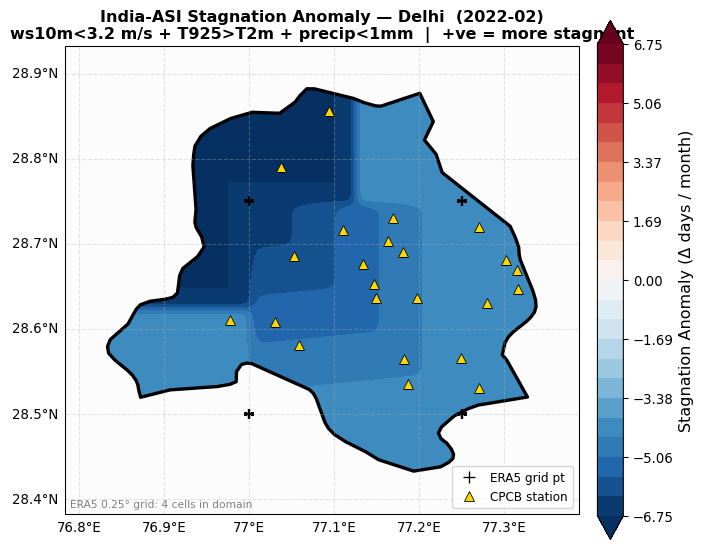 India-ASI Stagnation Anomaly — Delhi  (2022-02)
ws10m<3.2 m/s + T925>T2m + precip<1mm  |  +ve = more stagnant
28.9°N
28.8°N
28.7°N
28.6°N
28.5°N
28.4°N
76.8°E
76.9°E
77°E
77.1°E
77.2°E
77.3°E
ERA5 0.25° grid: 4 cells in domain
ERA5 grid pt
CPCB station
6.75
5.06
3.37
1.69
0.00
−1.69
−3.38
−5.06
−6.75
Stagnation Anomaly (Δ days / month)